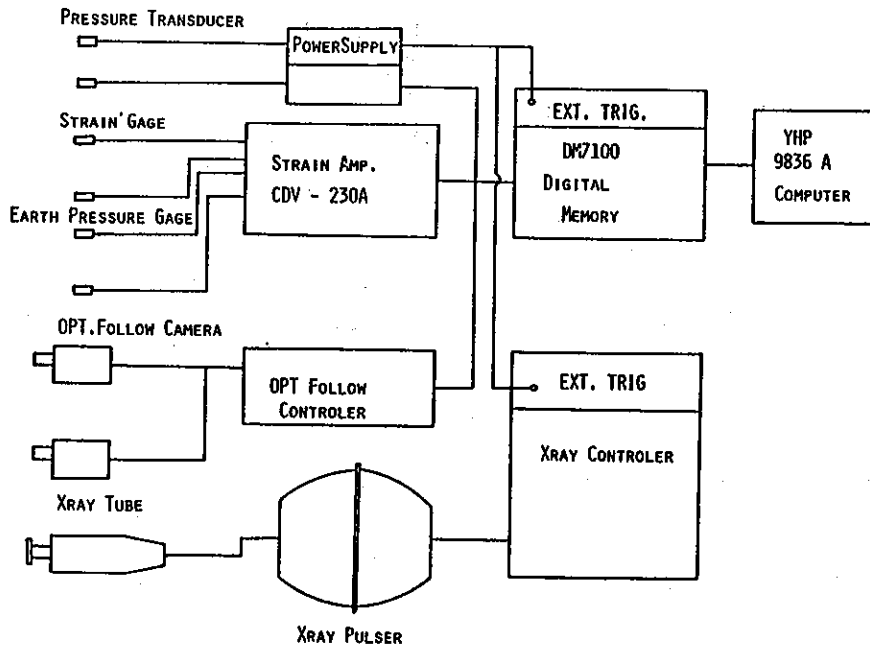 PRESSURE TRANSDUCER
POWERSUPPLY
STRAIN'GAGE
STRAIN AMP.
CDV - 230A
EARTH PRESSURE GAGE
EXT. TRIG.
DM7100
DIGITAL
MEMORY
YHP
9836 A
COMPUTER
OPT.FOLLOW CAMERA
OPT FOLLOW
CONTROLER
EXT. TRIG
XRAY CONTROLER
XRAY TUBE
XRAY PULSER